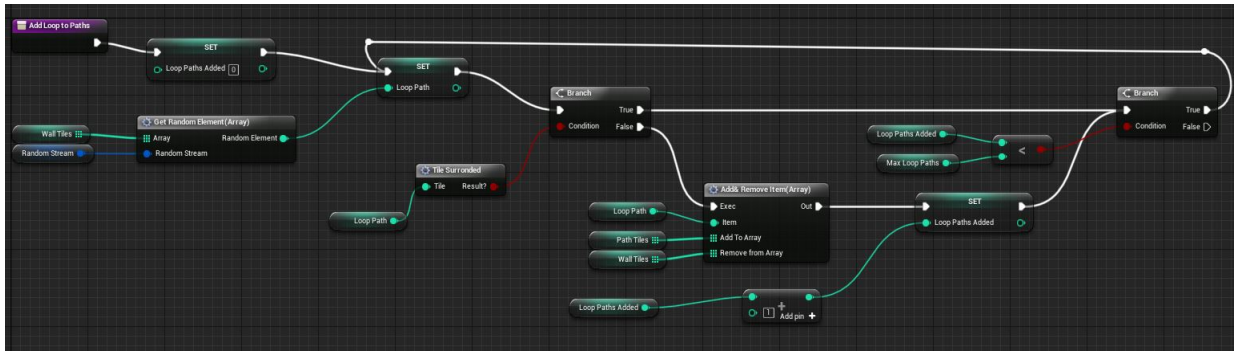 Add Loop to Paths
SET
Loop Paths Added 0
SET
Loop Path
Get Random Element(Array)
Array
Random Element
Random Stream
Wall Tiles
Random Stream
Tile Surronded
Tile
Result?
Loop Path
Branch
True
Condition
False
Add& Remove Item(Array)
Exec
Out
Item
Add To Array
Remove from Array
Loop Path
Path Tiles
Wall Tiles
Loop Paths Added
1
+
Add pin +
SET
Loop Paths Added
Loop Paths Added
Max Loop Paths
<
Branch
True
Condition
False